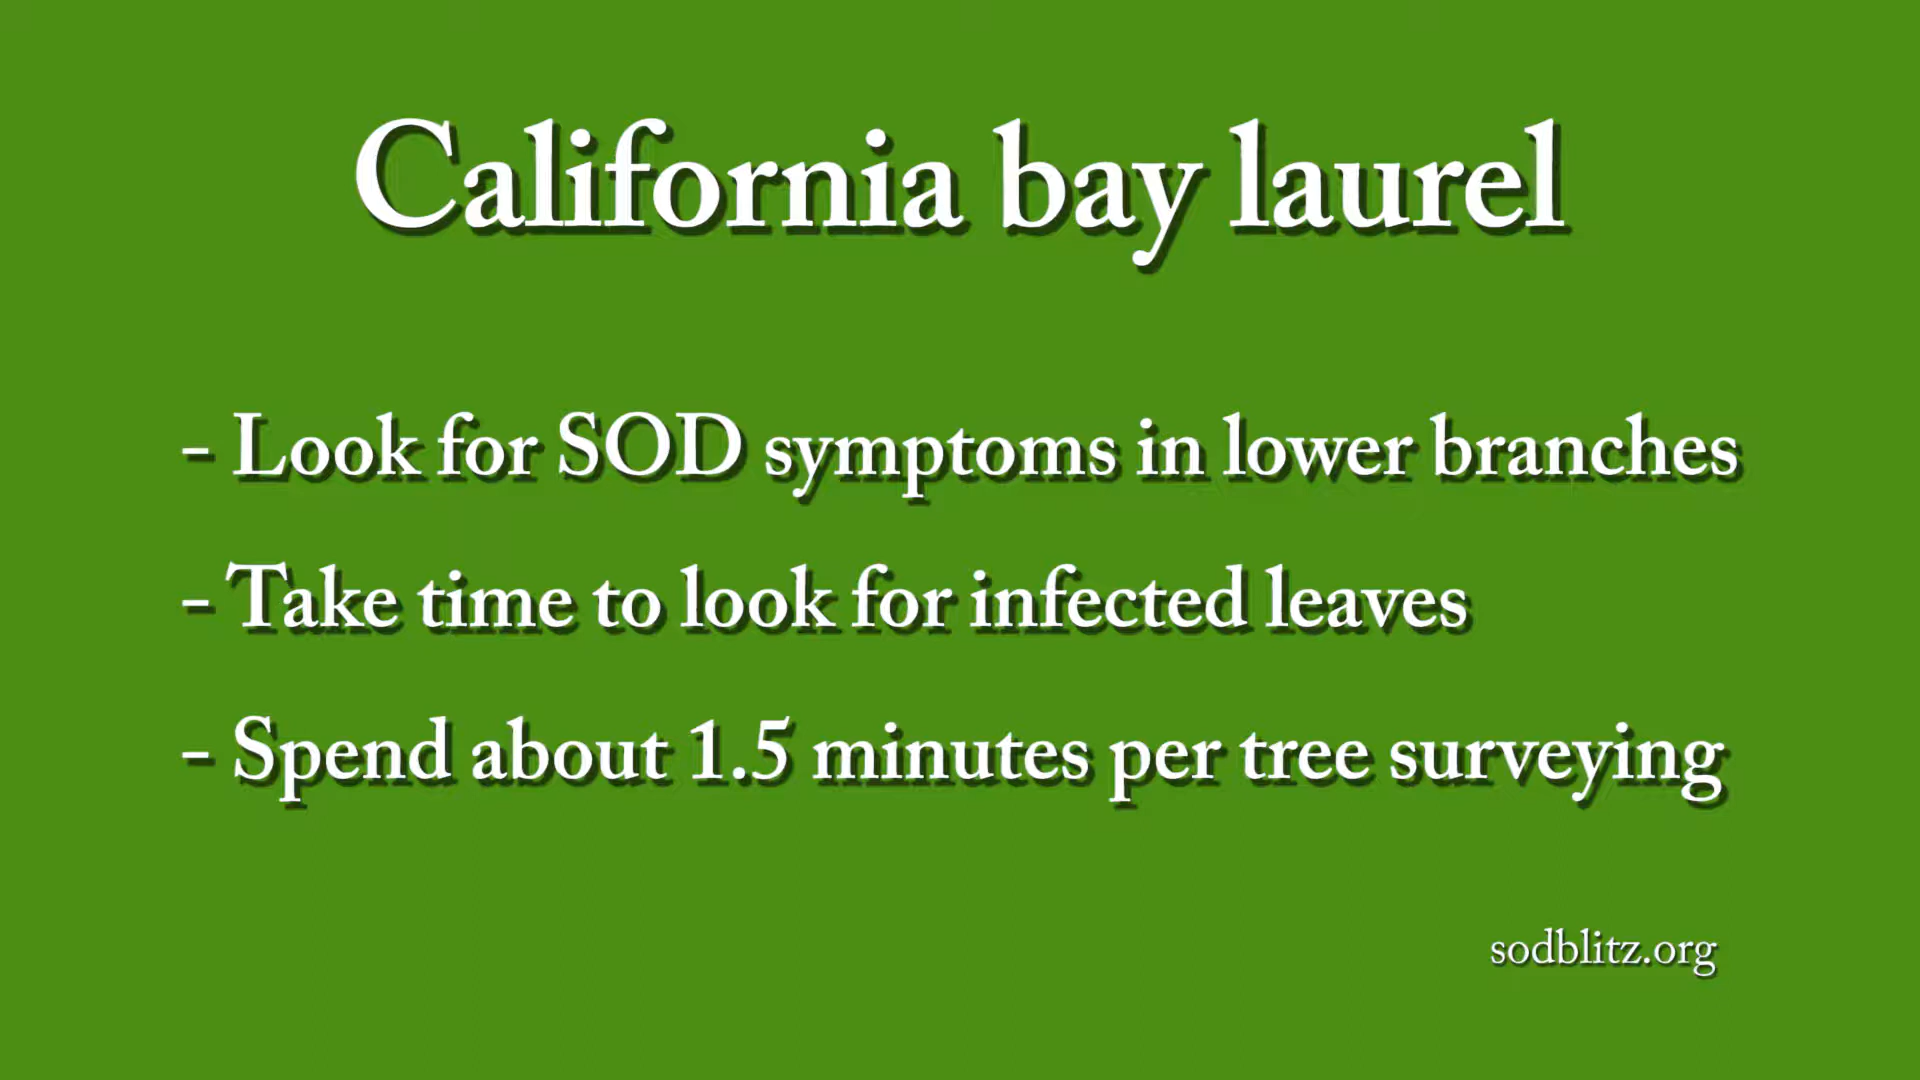 California bay laurel
- Look for SOD symptoms in lower branches
- Take time to look for infected leaves
- Spend about 1.5 minutes per tree surveying
sodblitz.org